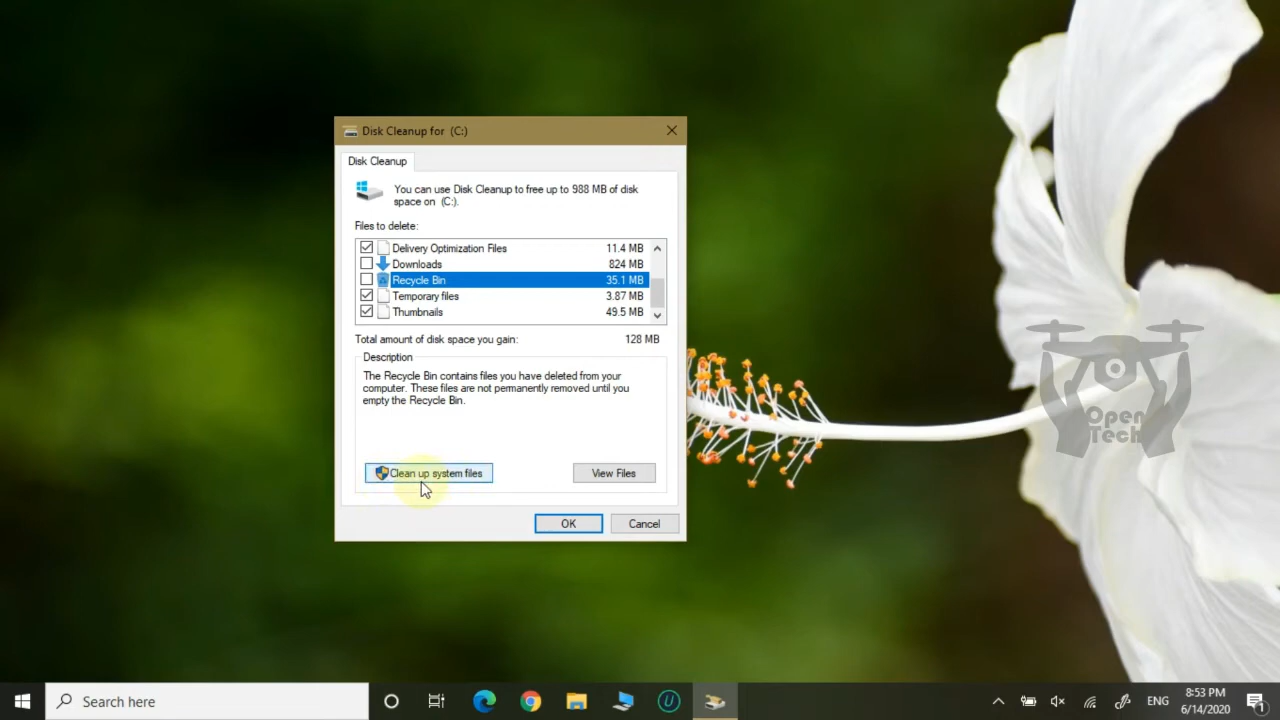 Disk Cleanup for  (C:)
Disk Cleanup
You can use Disk Cleanup to free up to 988 MB of disk
space on  (C:).
Files to delete:
Delivery Optimization Files 11.4 MB
Downloads 824 MB
Recycle Bin 35.1 MB
Temporary files 3.87 MB
Thumbnails 49.5 MB
Total amount of disk space you gain: 128 MB
Description
The Recycle Bin contains files you have deleted from your
computer. These files are not permanently removed until you
empty the Recycle Bin.
Clean up system files View Files
OK Cancel
Open
Tech
Search here
ENG
8:53 PM
6/14/2020
1